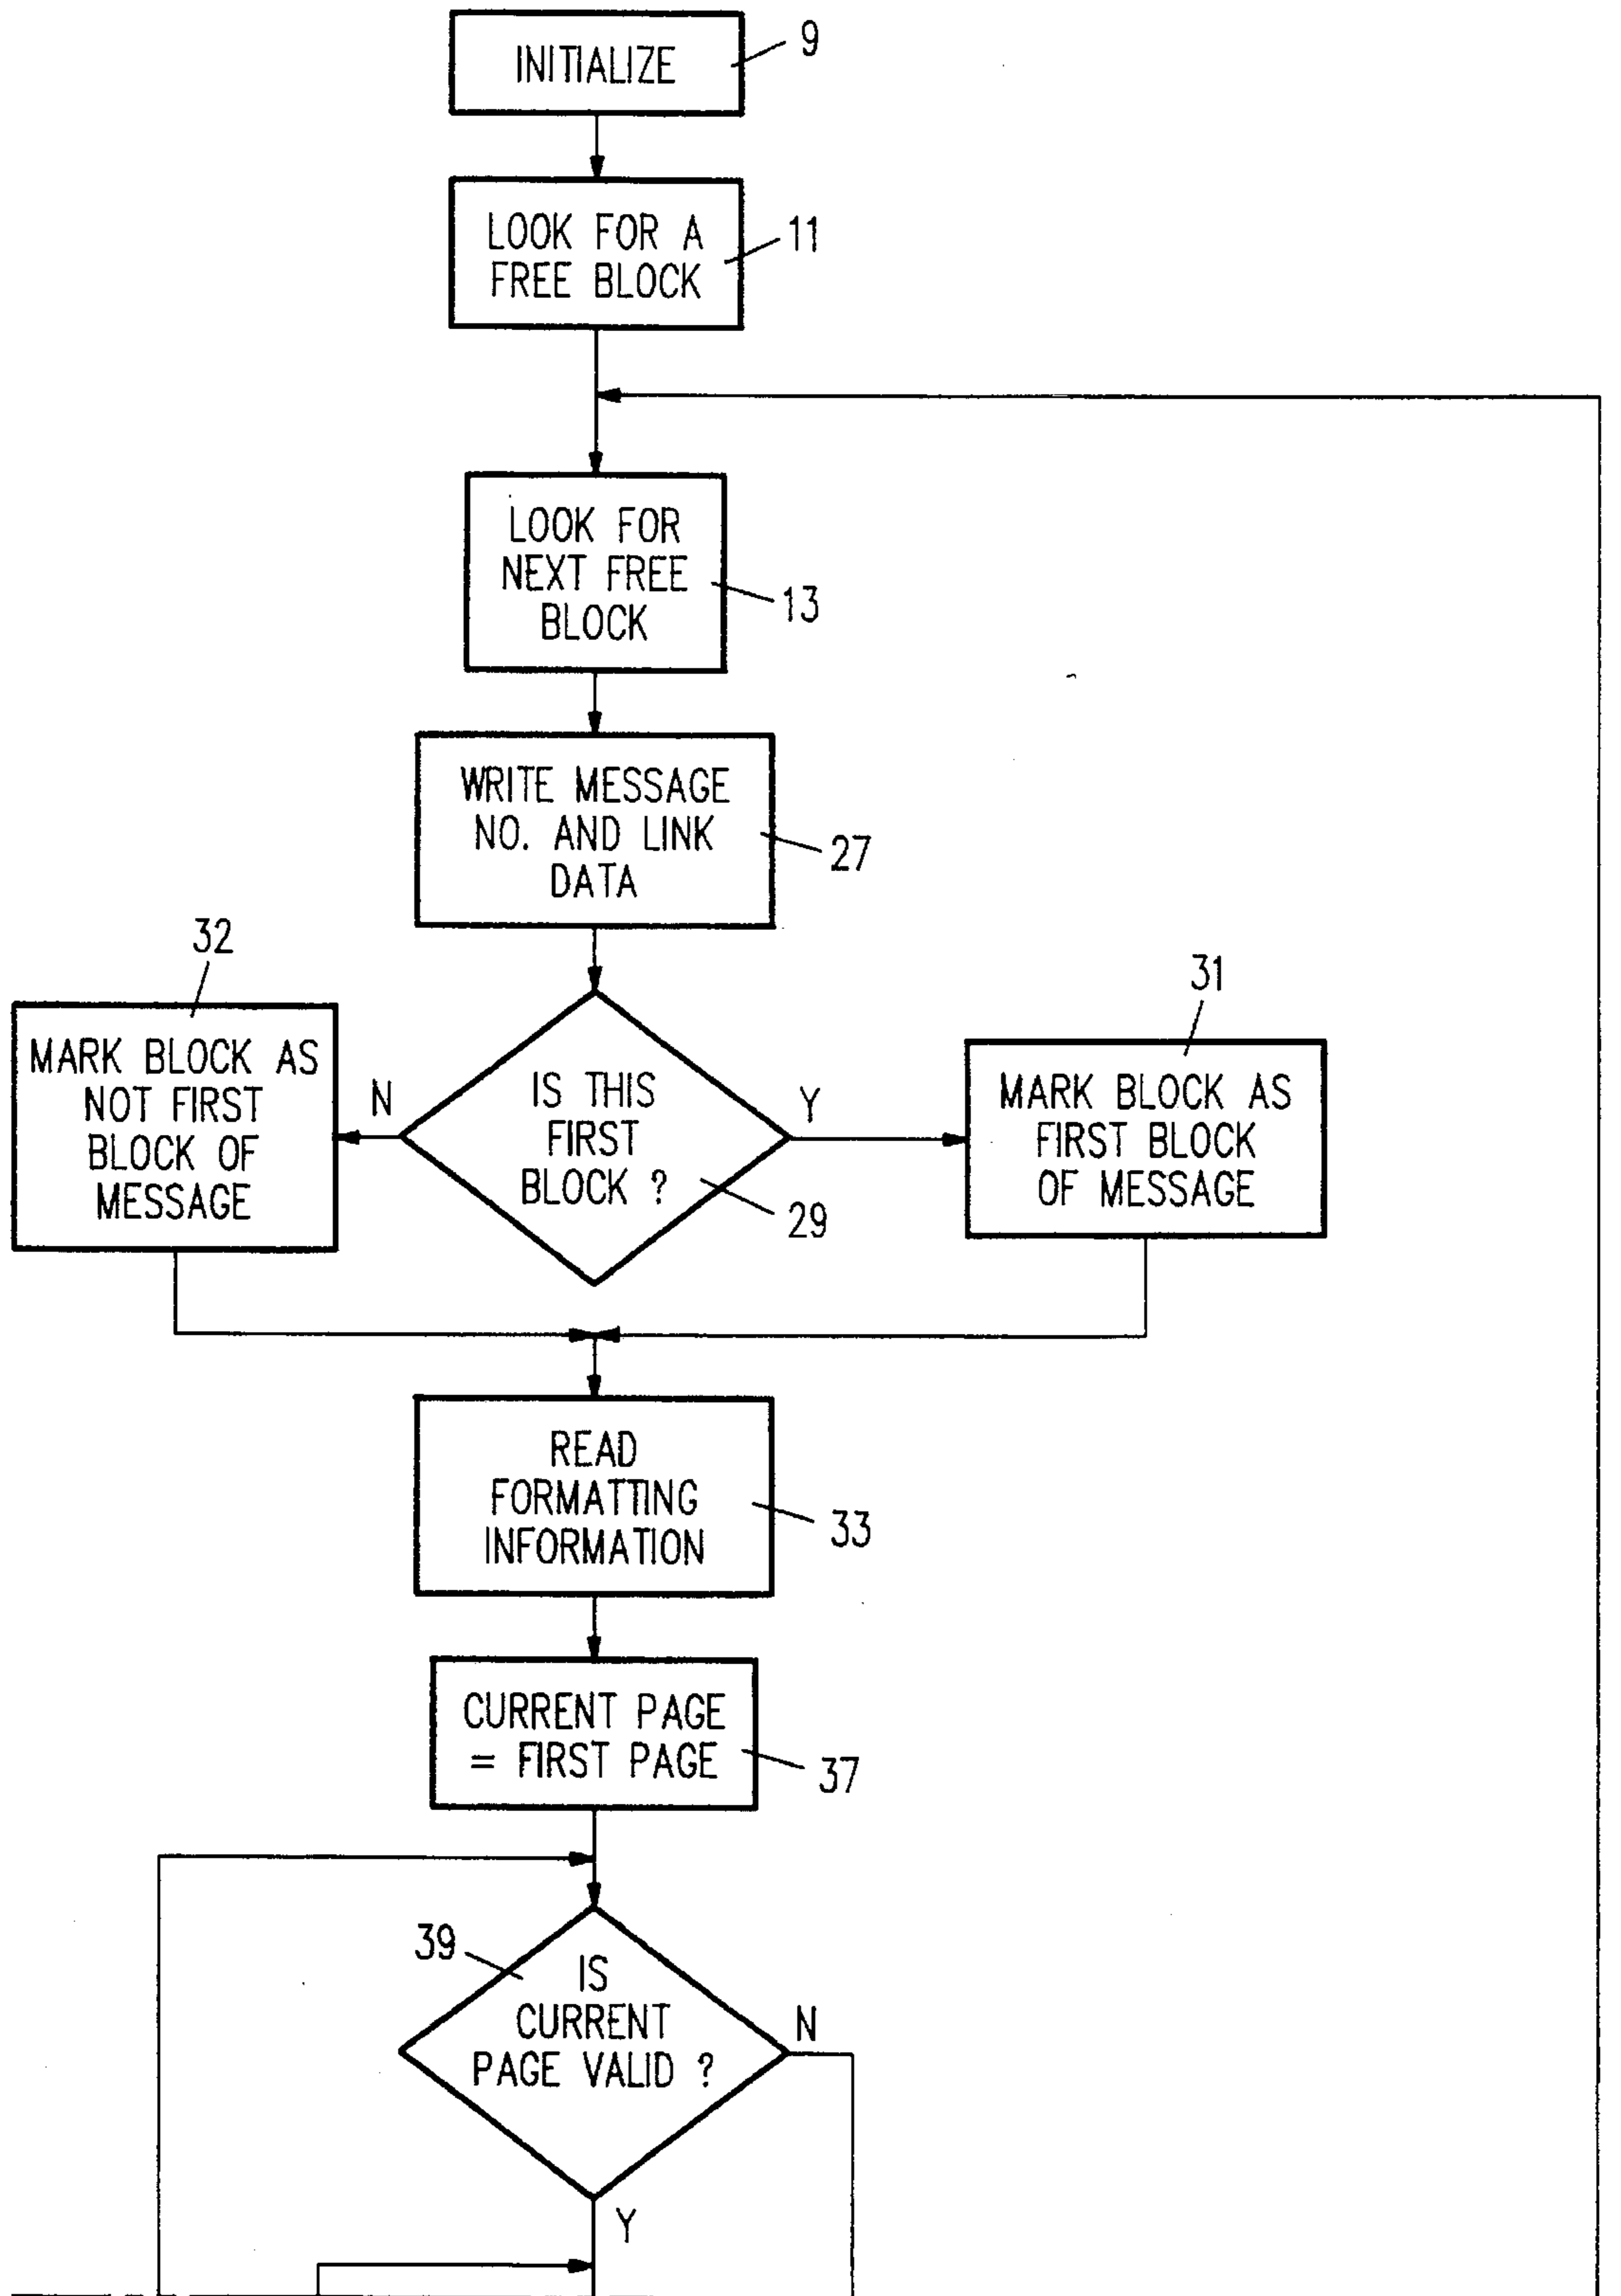 INITIALIZE
9
LOOK FOR A
FREE BLOCK
11
LOOK FOR
NEXT FREE
BLOCK
13
WRITE MESSAGE
NO. AND LINK
DATA
27
32
MARK BLOCK AS
NOT FIRST
BLOCK OF
MESSAGE
N
IS THIS
FIRST
BLOCK ?
29
Y
31
MARK BLOCK AS
FIRST BLOCK
OF MESSAGE
READ
FORMATTING
INFORMATION
33
CURRENT PAGE
= FIRST PAGE
37
39
IS
CURRENT
PAGE VALID ?
N
Y